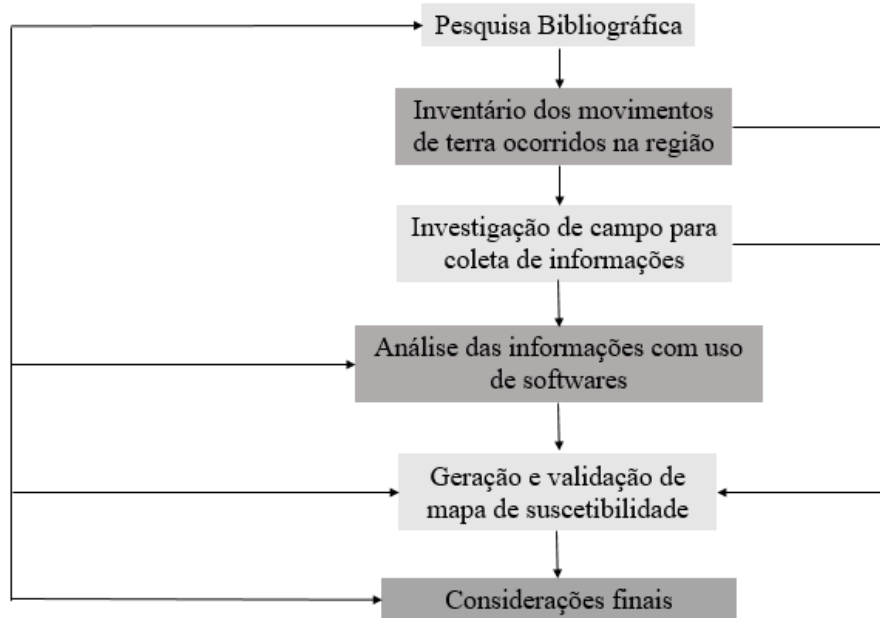 Pesquisa Bibliográfica
Inventário dos movimentos
de terra ocorridos na região
Investigação de campo para
coleta de informações
Análise das informações com uso
de softwares
Geração e validação de
mapa de suscetibilidade
Considerações finais